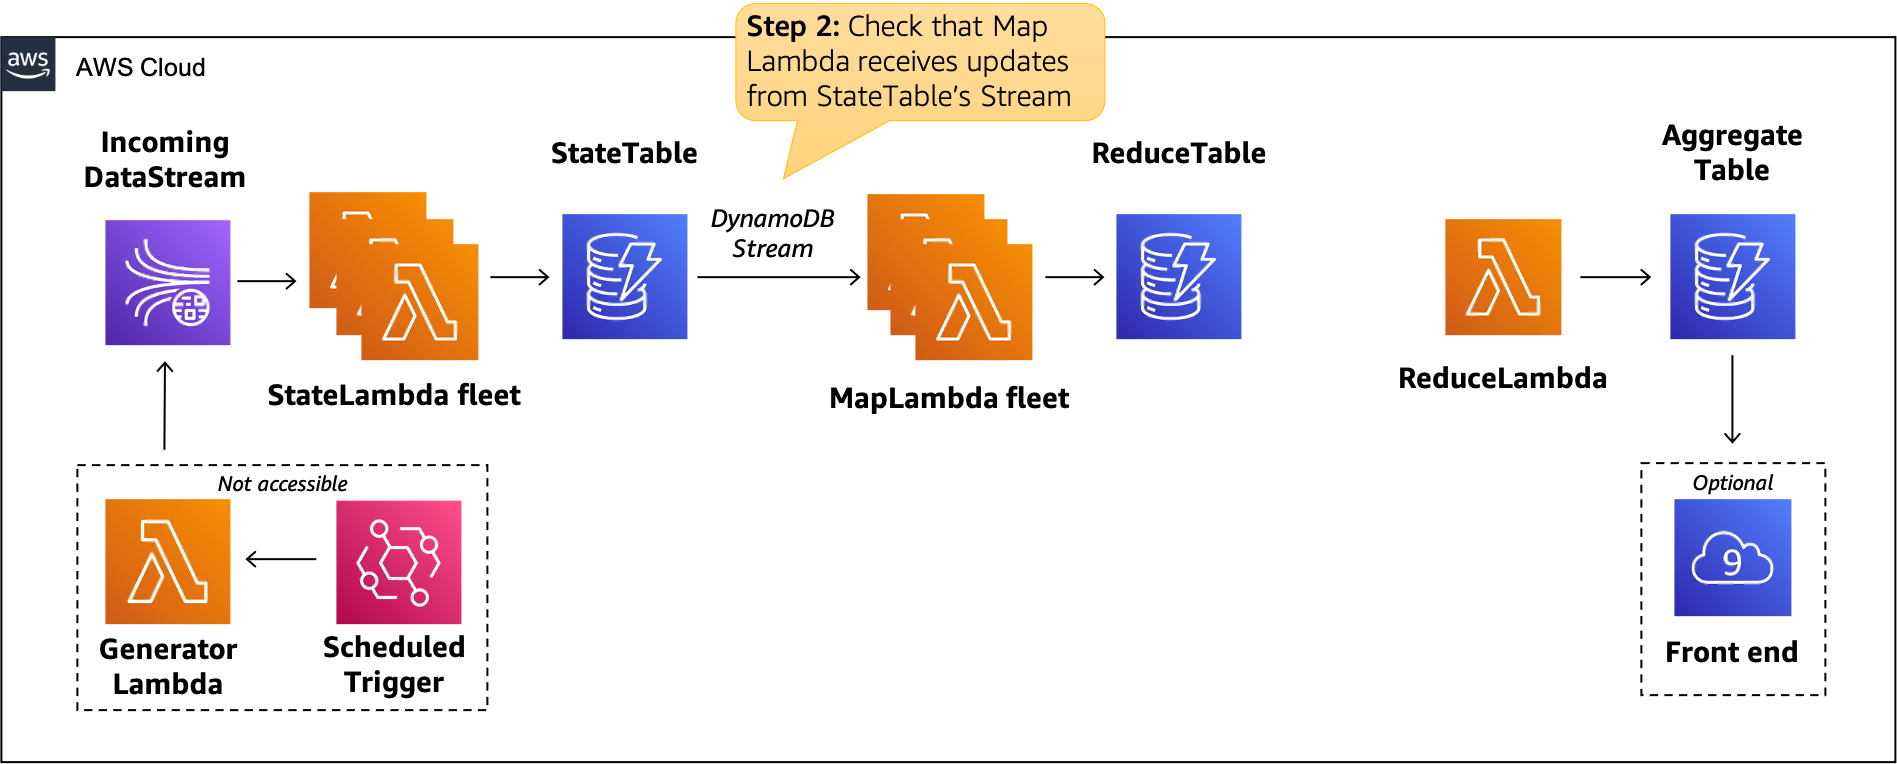 Step 2: Check that Map
Lambda receives updates
from StateTable's Stream
aws
AWS Cloud
Incoming
DataStream
StateTable
DynamoDB
Stream
ReduceTable
Aggregate
Table
StateLambda fleet
MapLambda fleet
ReduceLambda
Not accessible
Generator
Lambda
Scheduled
Trigger
Optional
9
Front end